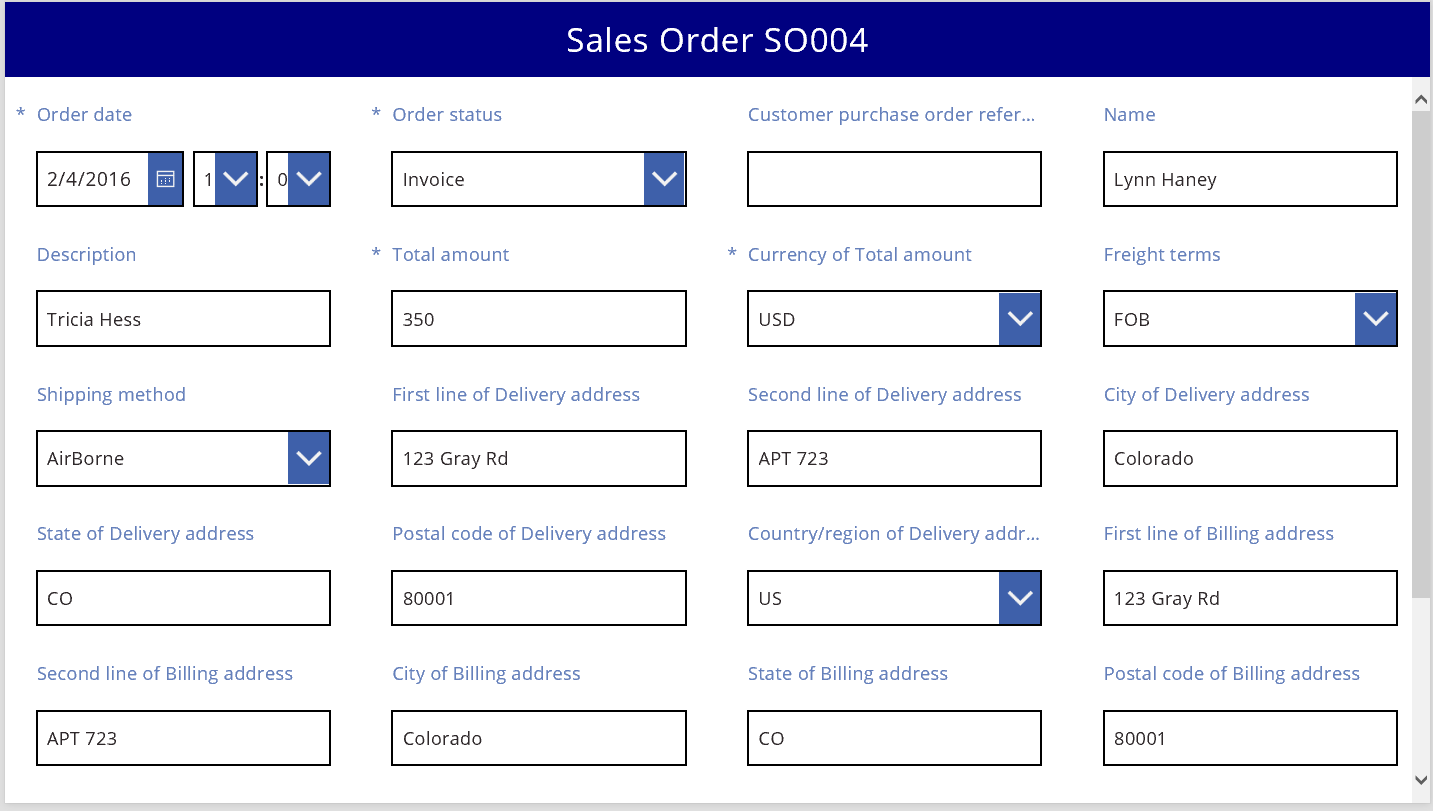 Sales Order SO004
* Order date * Order status Customer purchase order refer... Name
2/4/2016 1 : 0 Invoice Lynn Haney
Description * Total amount * Currency of Total amount Freight terms
Tricia Hess 350 USD FOB
Shipping method First line of Delivery address Second line of Delivery address City of Delivery address
AirBorne 123 Gray Rd APT 723 Colorado
State of Delivery address Postal code of Delivery address Country/region of Delivery addr... First line of Billing address
CO 80001 US 123 Gray Rd
Second line of Billing address City of Billing address State of Billing address Postal code of Billing address
APT 723 Colorado CO 80001